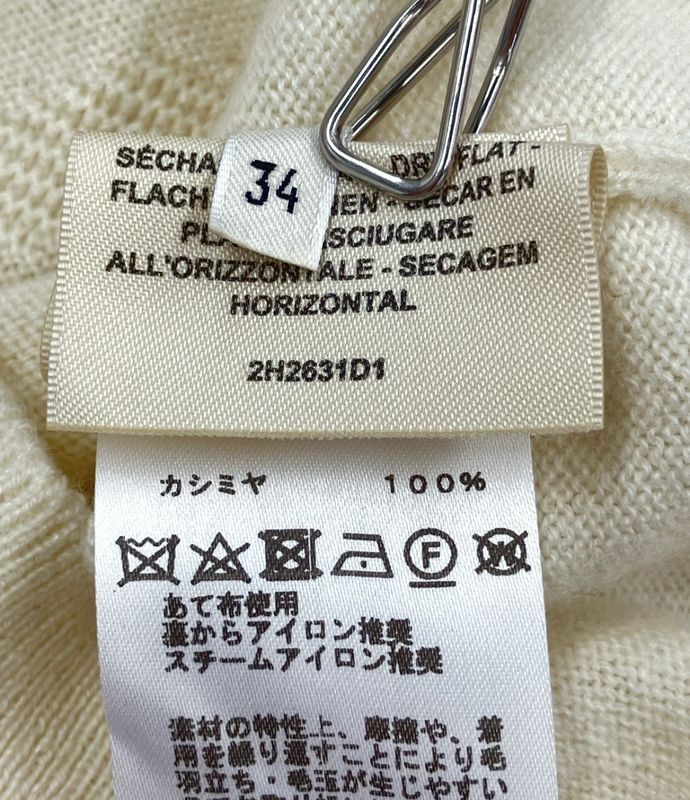 SÉCHA DRY FLAT -
34
FLACH NEN - SECAR EN
PLA SCIUGARE
ALL'ORIZZONTALE - SECAGEM
HORIZONTAL
2H2631D1
カシミヤ 100%
F W
あて布使用
裏からアイロン推奨
スチームアイロン推奨
素材の特性上、摩擦や、着
用を繰り返すことにより毛
羽立ち・毛玉が生じやすい